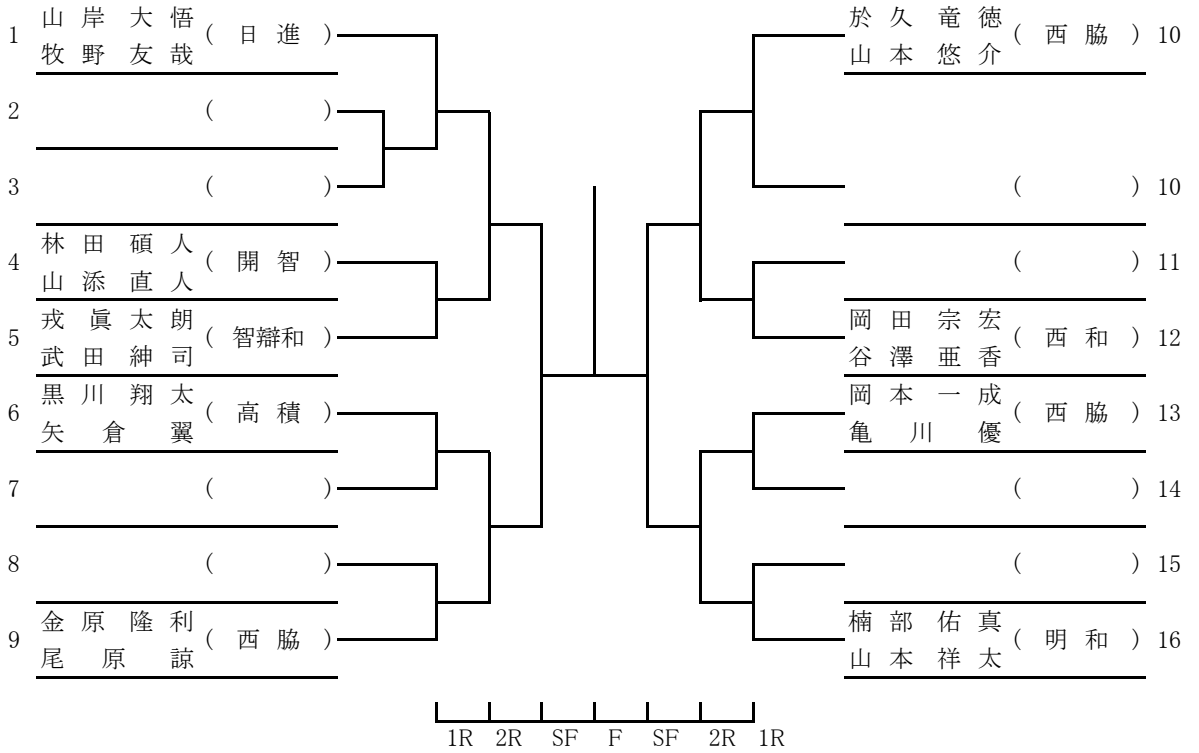 1 山岸大悟 (日進)
牧野友哉
2 ( )
3 ( )
4 林田碩人 (開智)
山添直人
5 戎眞太朗 (智辯和)
武田紳司
6 黒川翔太 (高積)
矢倉翼
7 ( )
8 ( )
9 金原隆利 (西脇)
尾原諒
於久竜徳 (西脇) 10
山本悠介
( ) 10
( ) 11
岡田宗宏 (西和) 12
谷澤亜香
岡本一成 (西脇) 13
亀川優
( ) 14
( ) 15
楠部佑真 (明和) 16
山本祥太
1R 2R SF F SF 2R 1R